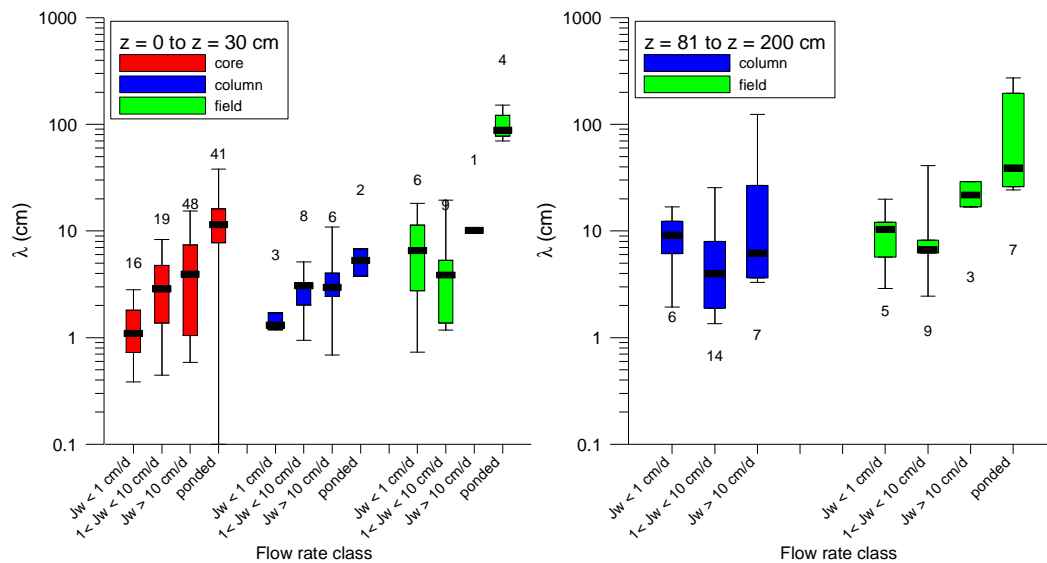 1000
100
10
1
0.1
λ (cm)
z = 0 to z = 30 cm
core
column
field
16
19
48
41
3
8
6
2
6
9
1
4
Jw < 1 cm/d
1< Jw < 10 cm/d
Jw > 10 cm/d
ponded
Jw < 1 cm/d
1< Jw < 10 cm/d
Jw > 10 cm/d
ponded
Jw < 1 cm/d
1< Jw < 10 cm/d
Jw > 10 cm/d
ponded
Flow rate class
1000
100
10
1
0.1
λ (cm)
z = 81 to z = 200 cm
column
field
6
14
7
5
9
3
7
Jw < 1 cm/d
1< Jw < 10 cm/d
Jw > 10 cm/d
Jw < 1 cm/d
1< Jw < 10 cm/d
Jw > 10 cm/d
ponded
Flow rate class